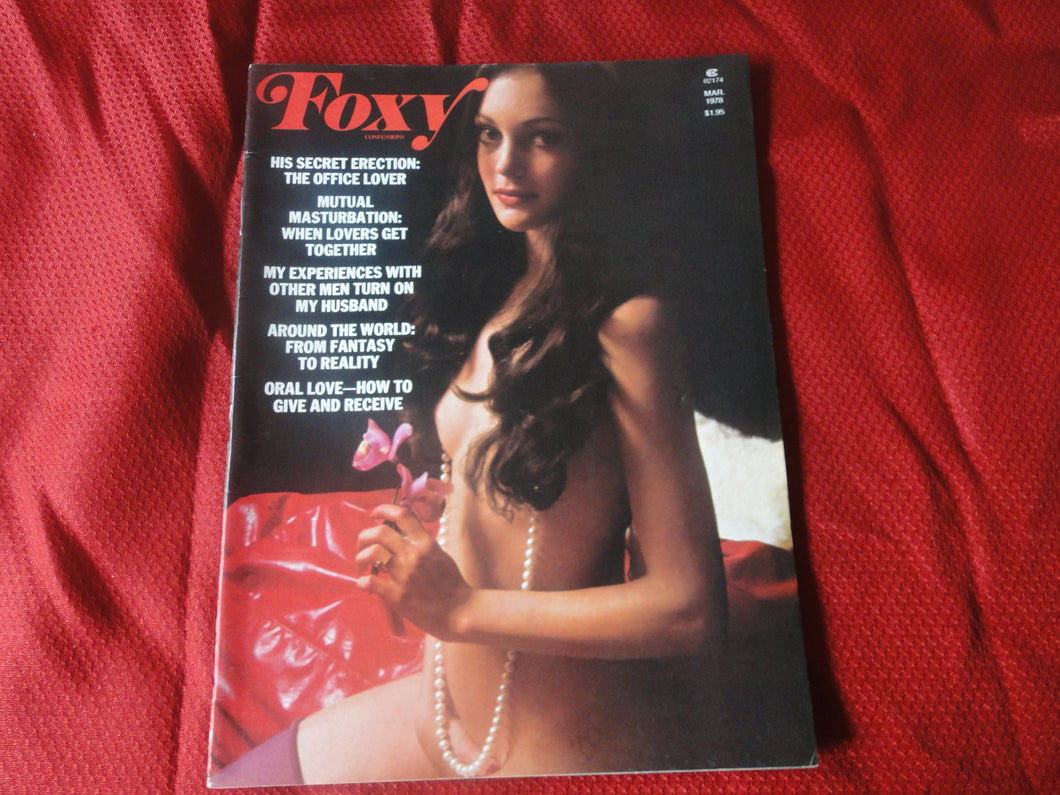 Foxy
CONFESSIONS
02174
MAR.
1978
$1.95
HIS SECRET ERECTION:
THE OFFICE LOVER
MUTUAL
MASTURBATION:
WHEN LOVERS GET
TOGETHER
MY EXPERIENCES WITH
OTHER MEN TURN ON
MY HUSBAND
AROUND THE WORLD:
FROM FANTASY
TO REALITY
ORAL LOVE—HOW TO
GIVE AND RECEIVE